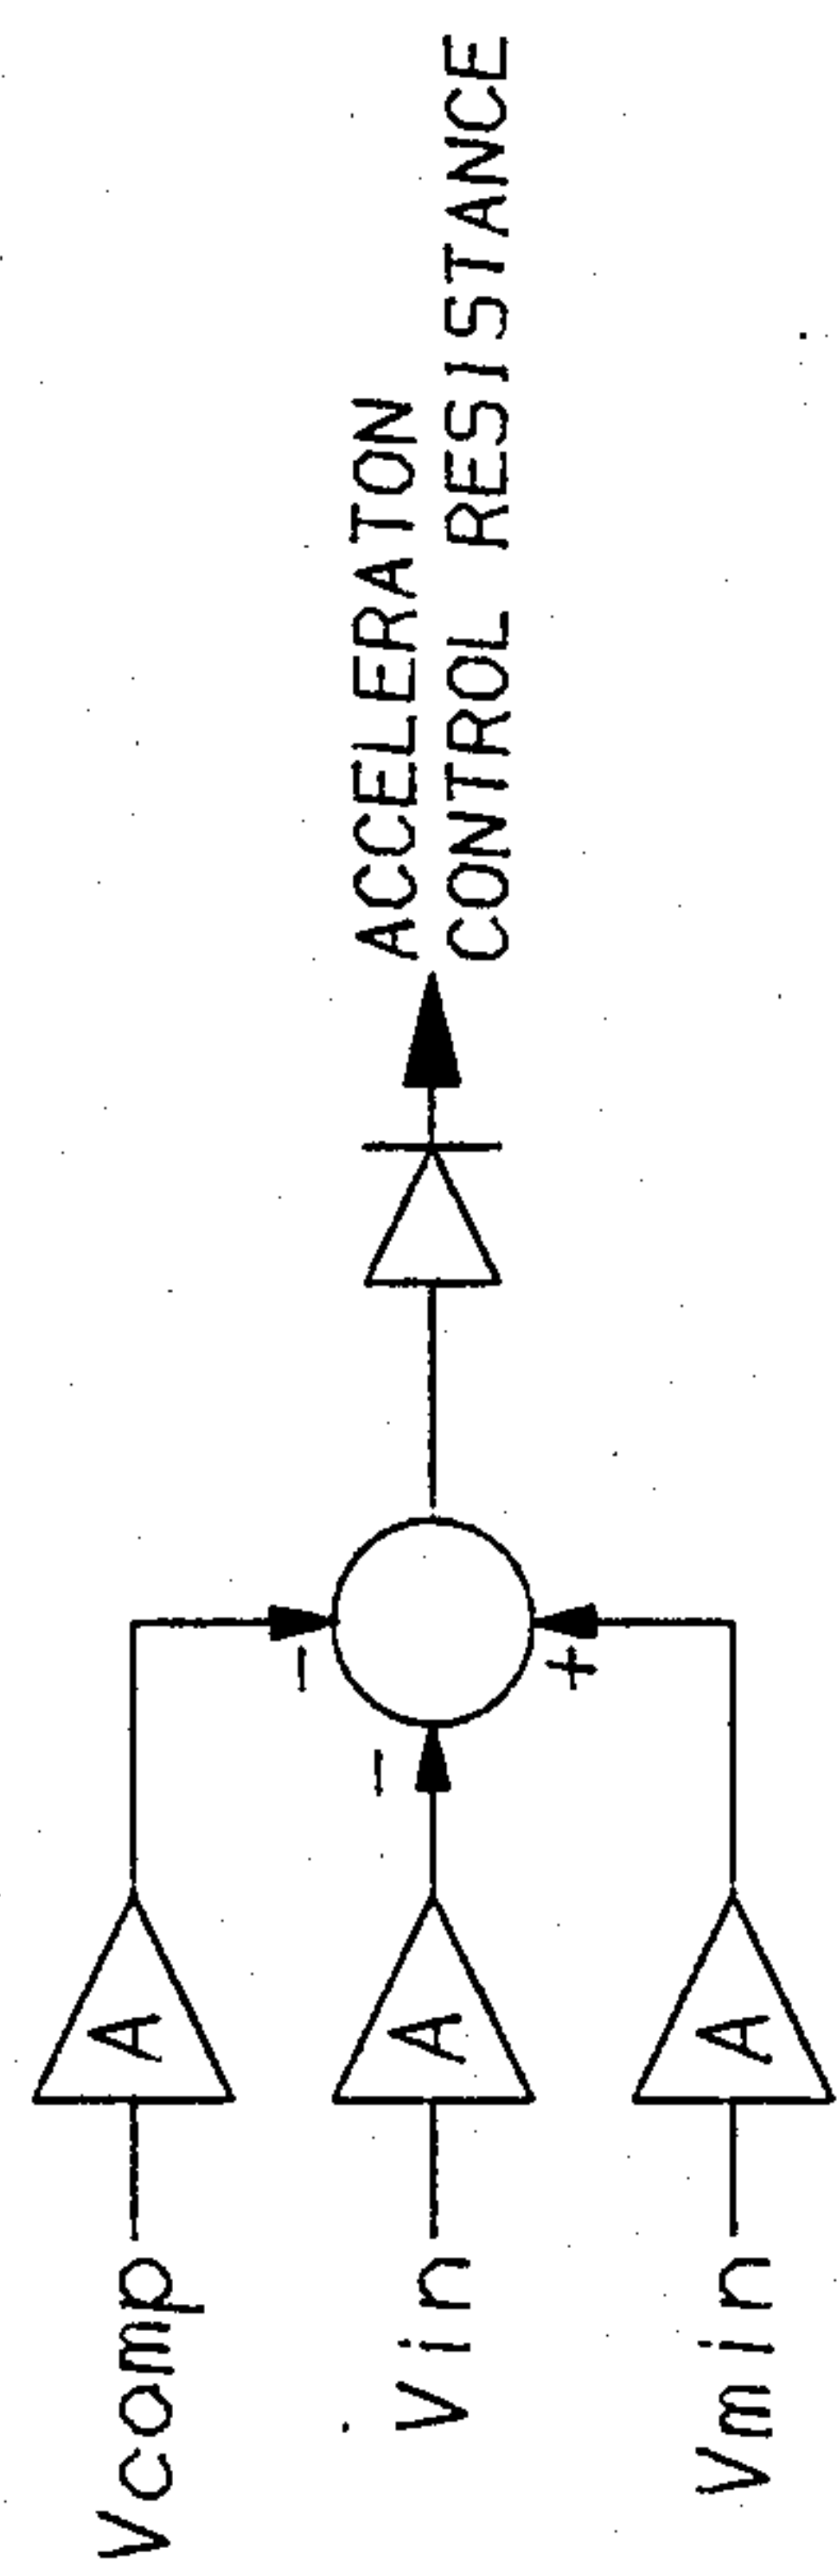 Vcomp
A
-
Vin
A
-
Vmin
A
+
ACCELERATON
CONTROL RESISTANCE